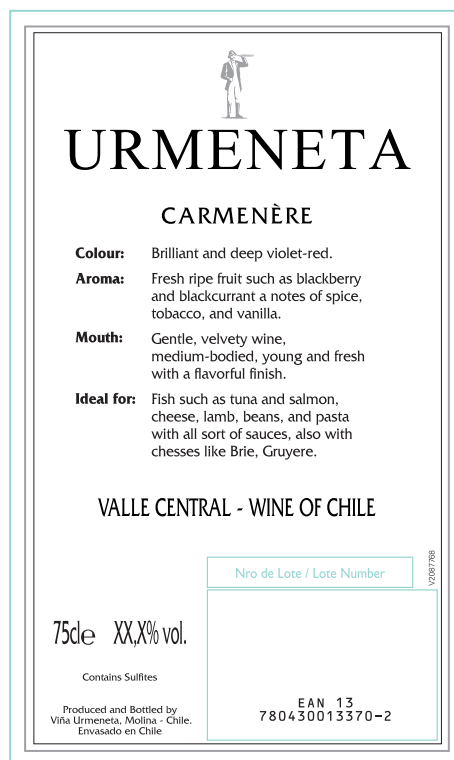 URMENETA
CARMENÈRE
Colour: Brilliant and deep violet-red.
Aroma: Fresh ripe fruit such as blackberry
and blackcurrant a notes of spice,
tobacco, and vanilla.
Mouth: Gentle, velvety wine,
medium-bodied, young and fresh
with a flavorful finish.
Ideal for: Fish such as tuna and salmon,
cheese, lamb, beans, and pasta
with all sort of sauces, also with
chesses like Brie, Gruyere.
VALLE CENTRAL - WINE OF CHILE
V2087768
Nro de Lote / Lote Number
75cl e XX,X% vol.
Contains Sulfites
Produced and Bottled by
Viña Urmeneta, Molina - Chile.
Envasado en Chile
EAN 13
780430013370-2